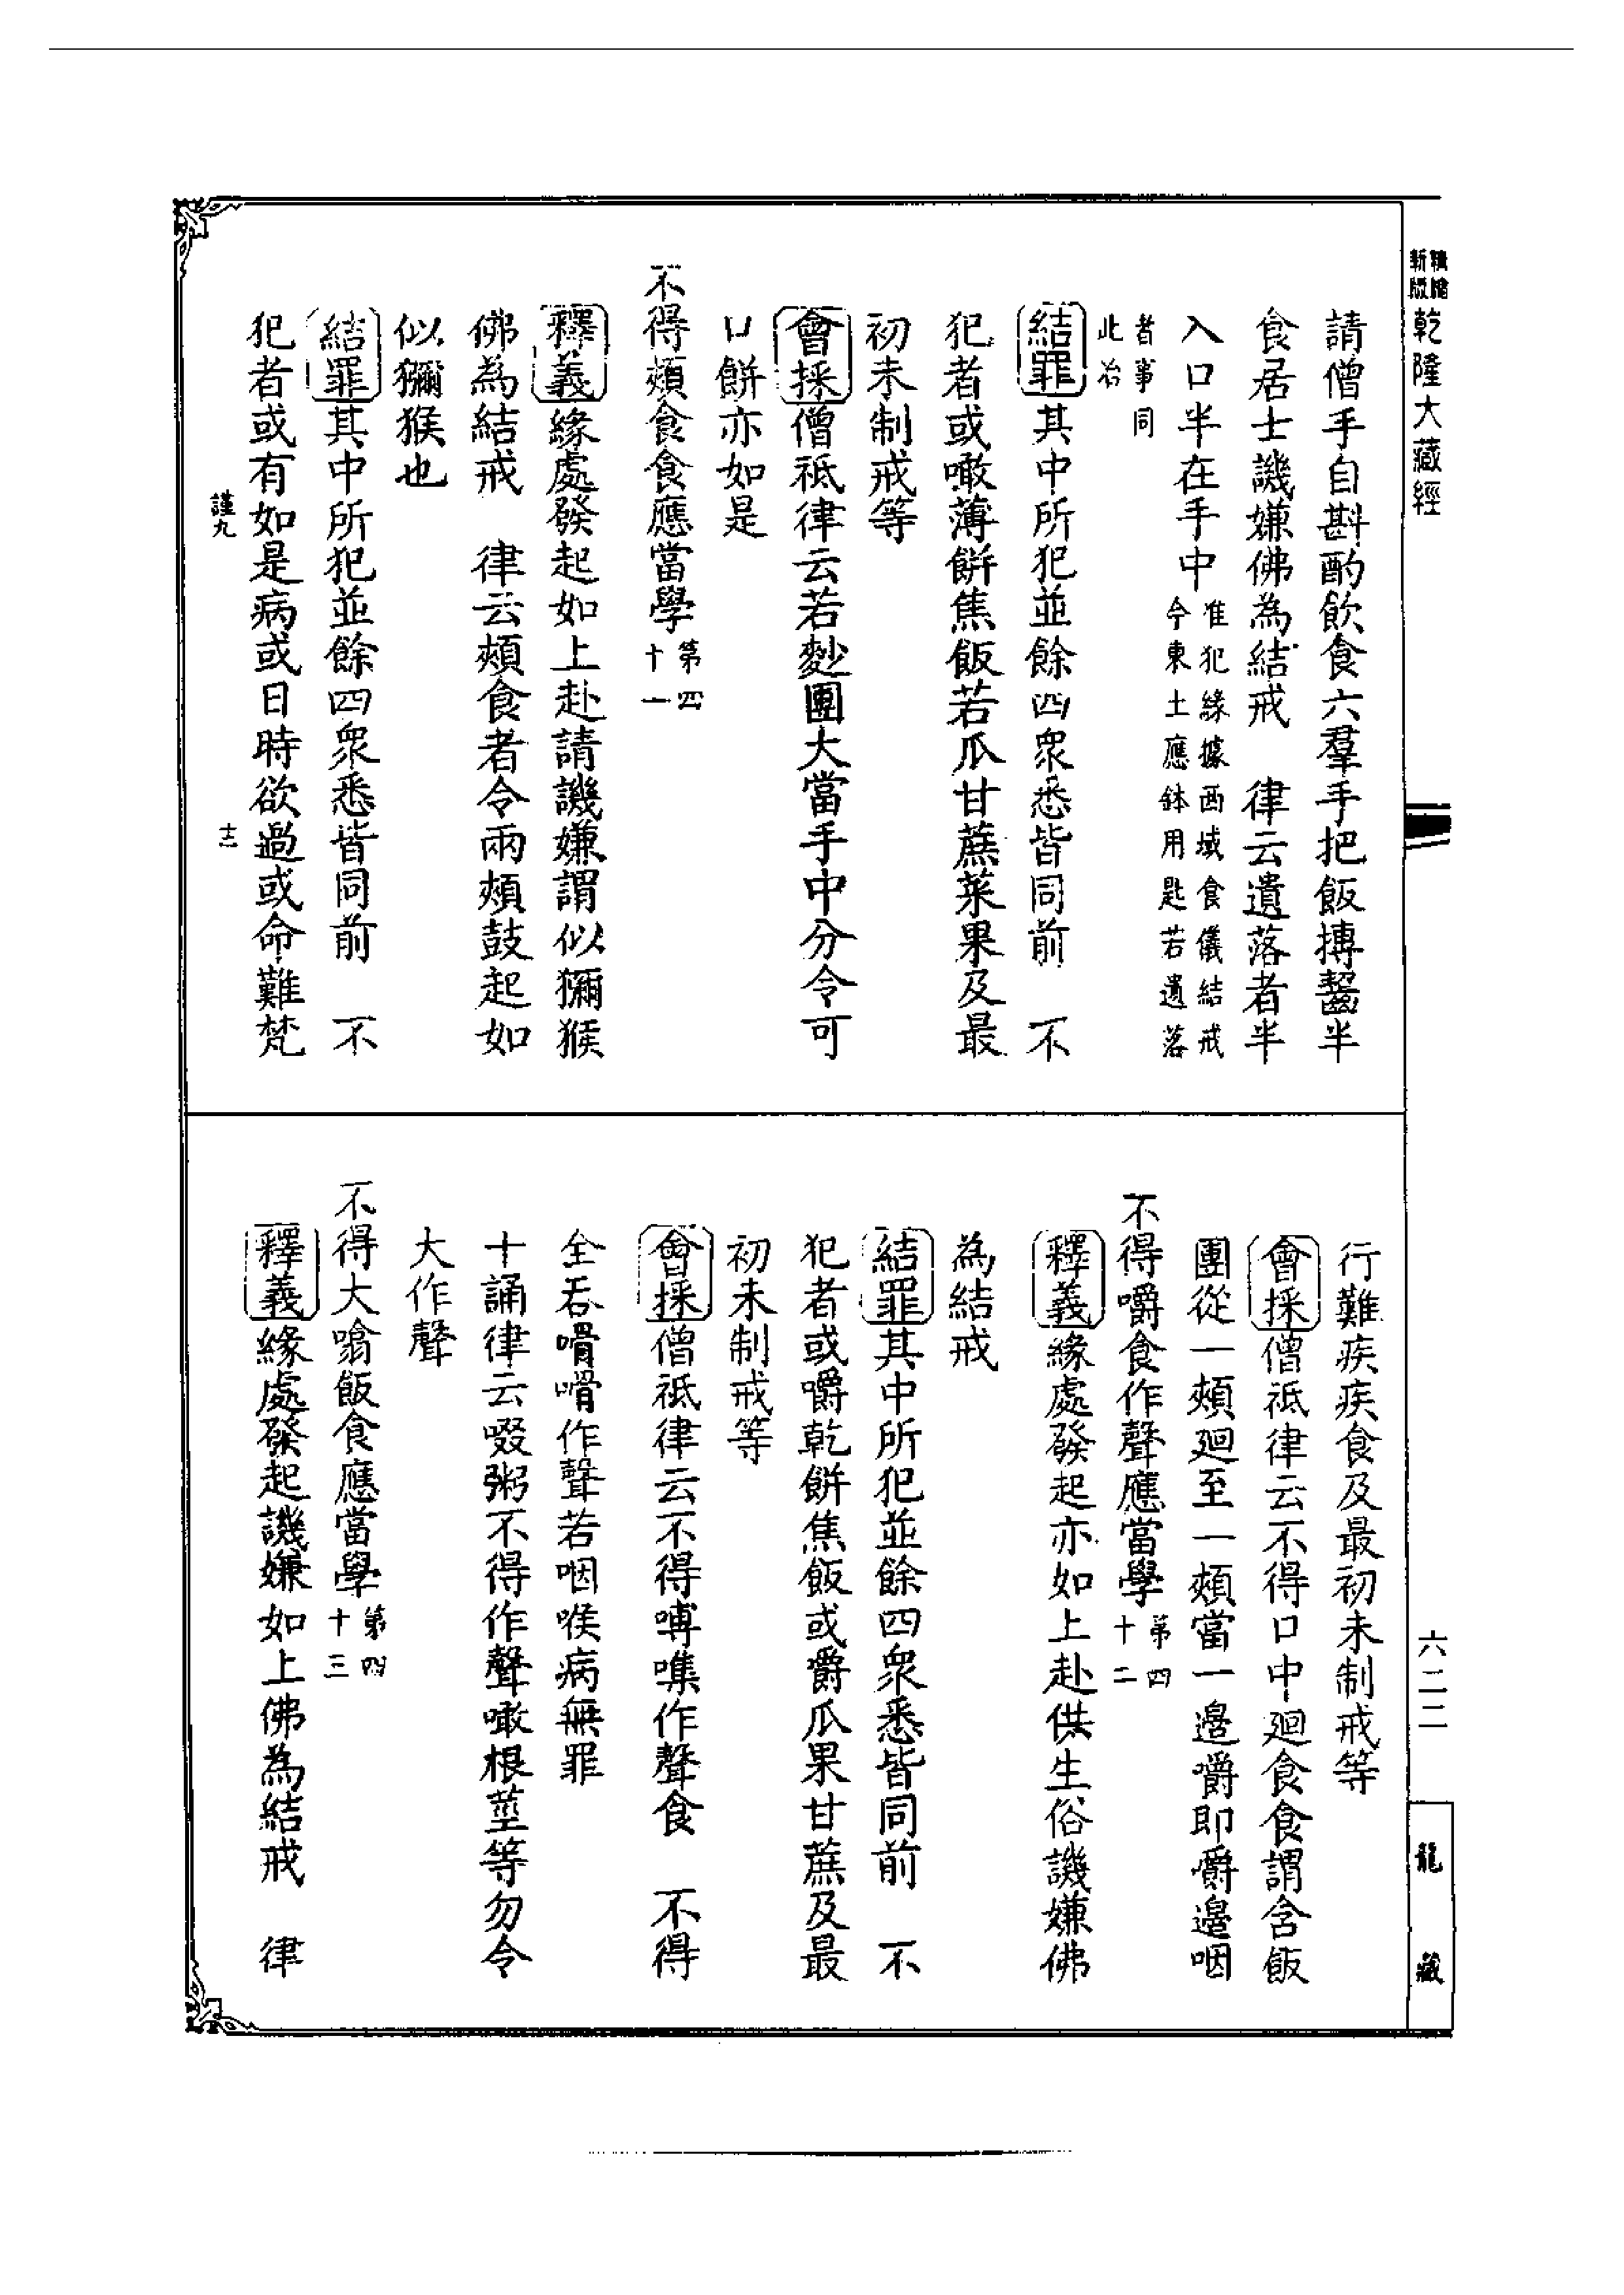 新版
精縮
乾隆大藏經
請僧手自斟酌飲食六羣手把飯摶齧半
食居士譏嫌佛為結戒　律云遺落者半
入口半在手中准犯緣據西域食儀結戒
今東土應鉢用匙若遺落
者事同
此治
結罪其中所犯並餘四眾悉皆同前　不
犯者或噉薄餅焦飯若瓜甘蔗菜果及最
初未制戒等
會採僧祇律云若麨團大當手中分令可
口餅亦如是
不得頰食食應當學第四
十一
釋義緣處發起如上赴請譏嫌謂似獼猴
佛為結戒　律云頰食者令兩頰鼓起如
似獼猴也
結罪其中所犯並餘四眾悉皆同前　不
犯者或有如是病或日時欲過或命難梵
謹九
十三
行難疾疾食及最初未制戒等
會採僧祇律云不得口中迴食食謂含飯
團從一頰迴至一頰當一邊嚼即嚼邊咽
不得嚼食作聲應當學第四
十二
釋義緣處發起亦如上赴供生俗譏嫌佛
為結戒
結罪其中所犯並餘四眾悉皆同前　不
犯者或嚼乾餅焦飯或嚼瓜果甘蔗及最
初未制戒等
會採僧祇律云不得嗗噍作聲食　不得
全吞嗗嗗作聲若咽喉病無罪
十誦律云啜粥不得作聲噉根莖等勿令
大作聲
不得大噏飯食應當學第四
十三
釋義緣處發起譏嫌如上佛為結戒　律
六二二
龍藏